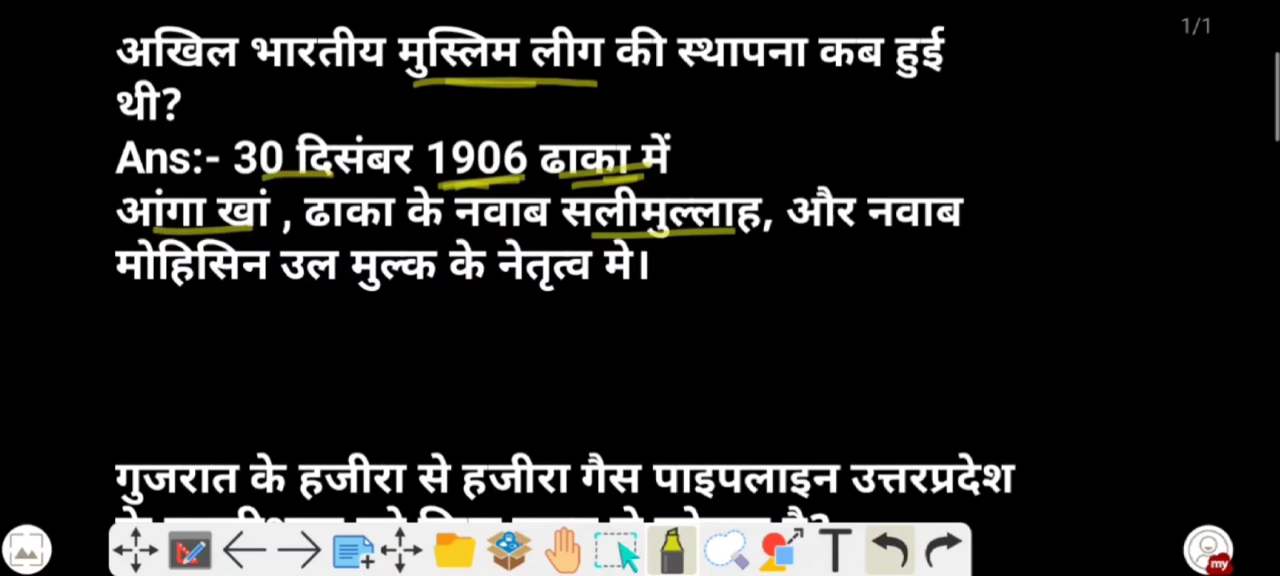 1/1
अखिल भारतीय मुस्लिम लीग की स्थापना कब हुई
थी?
Ans:- 30 दिसंबर 1906 ढाका में
आंगा खां , ढाका के नवाब सलीमुल्लाह, और नवाब
मोहिसिन उल मुल्क के नेतृत्व मे।
गुजरात के हजीरा से हजीरा गैस पाइपलाइन उत्तरप्रदेश
T
my